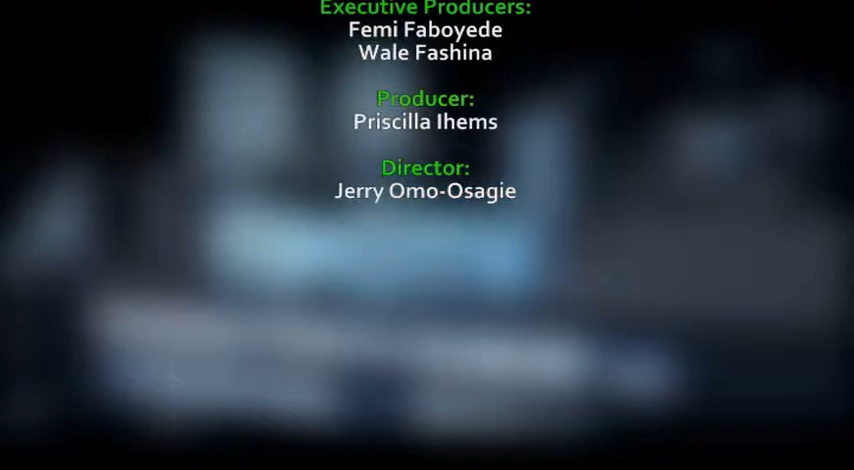 Executive Producers:
Femi Faboyede
Wale Fashina
Producer:
Priscilla Ihems
Director:
Jerry Omo-Osagie